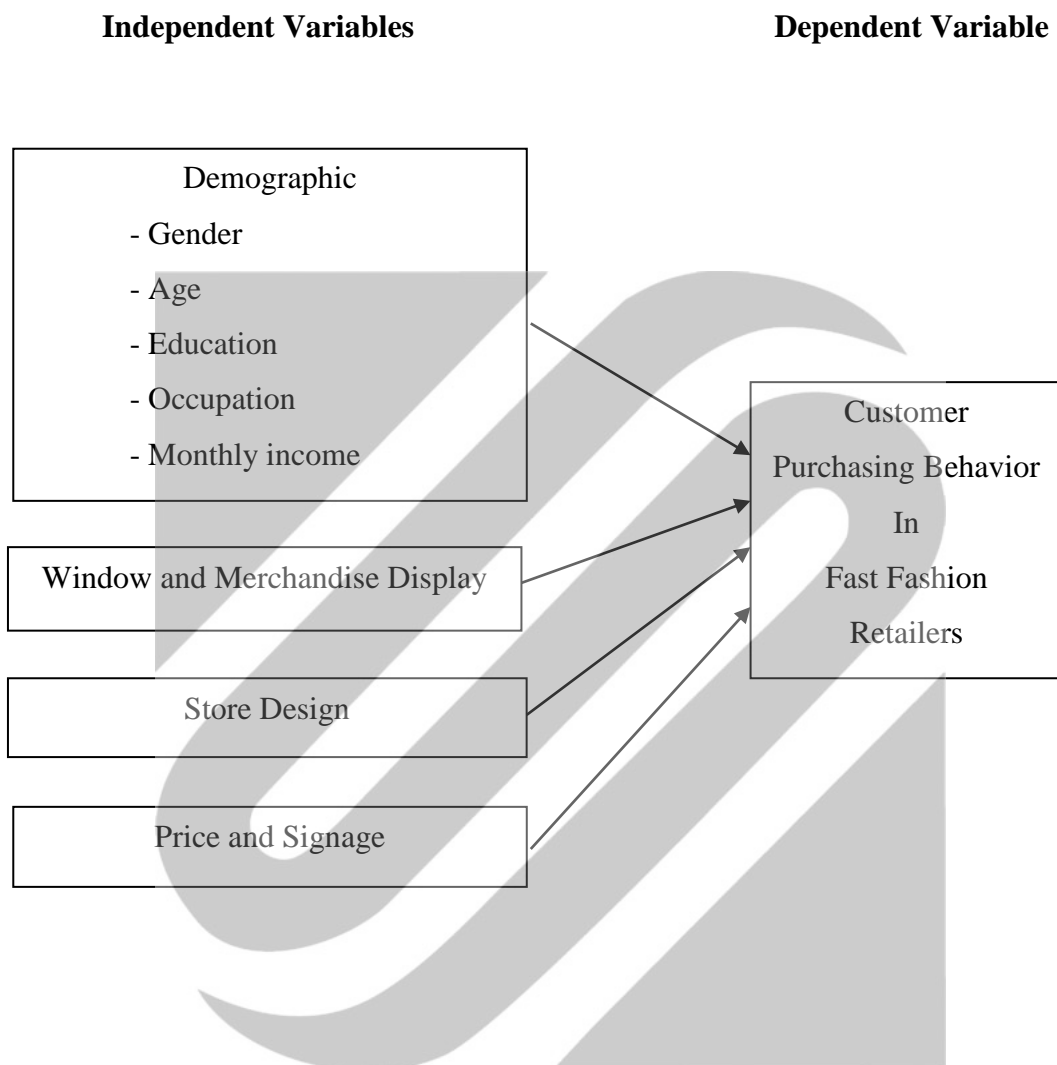 Independent Variables
Dependent Variable
Demographic
- Gender
- Age
- Education
- Occupation
- Monthly income
Window and Merchandise Display
Store Design
Price and Signage
Customer
Purchasing Behavior
In
Fast Fashion
Retailers